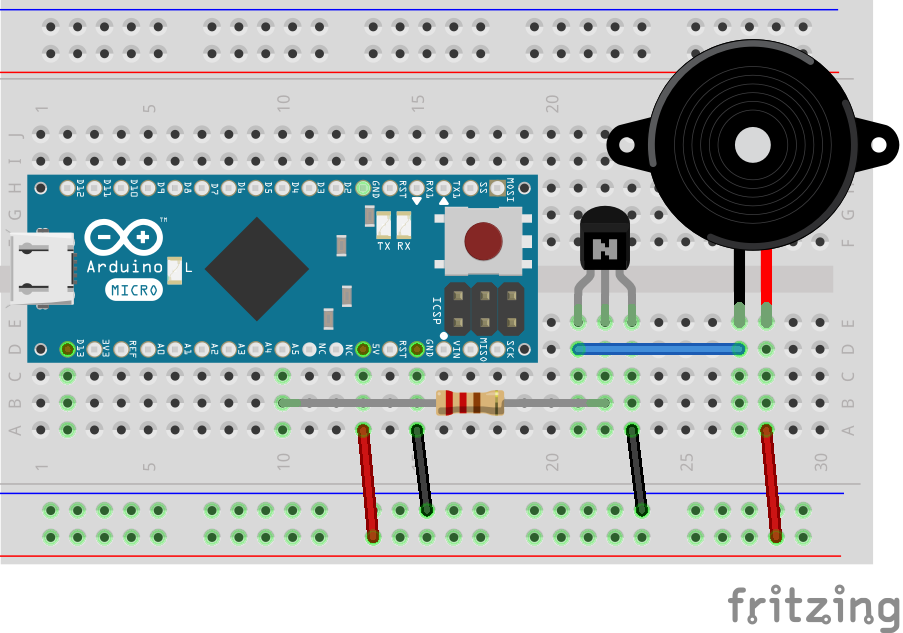 1 5 10 15 20
J J
I
H
G G
F F
D12 D11 D10 D9 D8 D7 D6 D5 D4 D3 D2 GND RST RX1 TX1 SS MOSI
TM
TX RX
N
Arduino L
MICRO
ICSP
E E
D13 3V3 REF A0 A1 A2 A3 A4 A5 NC NC 5V RST GND VIN MISO SCK
D D
C C
B B
A A
1 5 10 15 20 25 30
fritzing